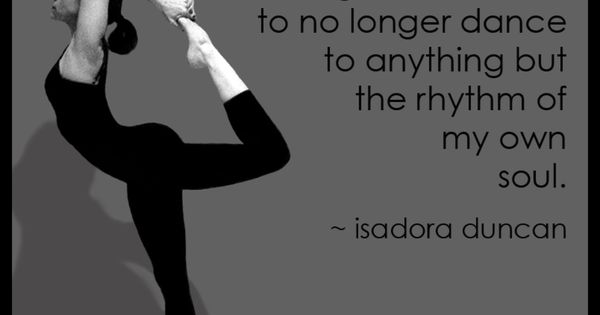 to no longer dance
to anything but
the rhythm of
my own
soul.
~ isadora duncan